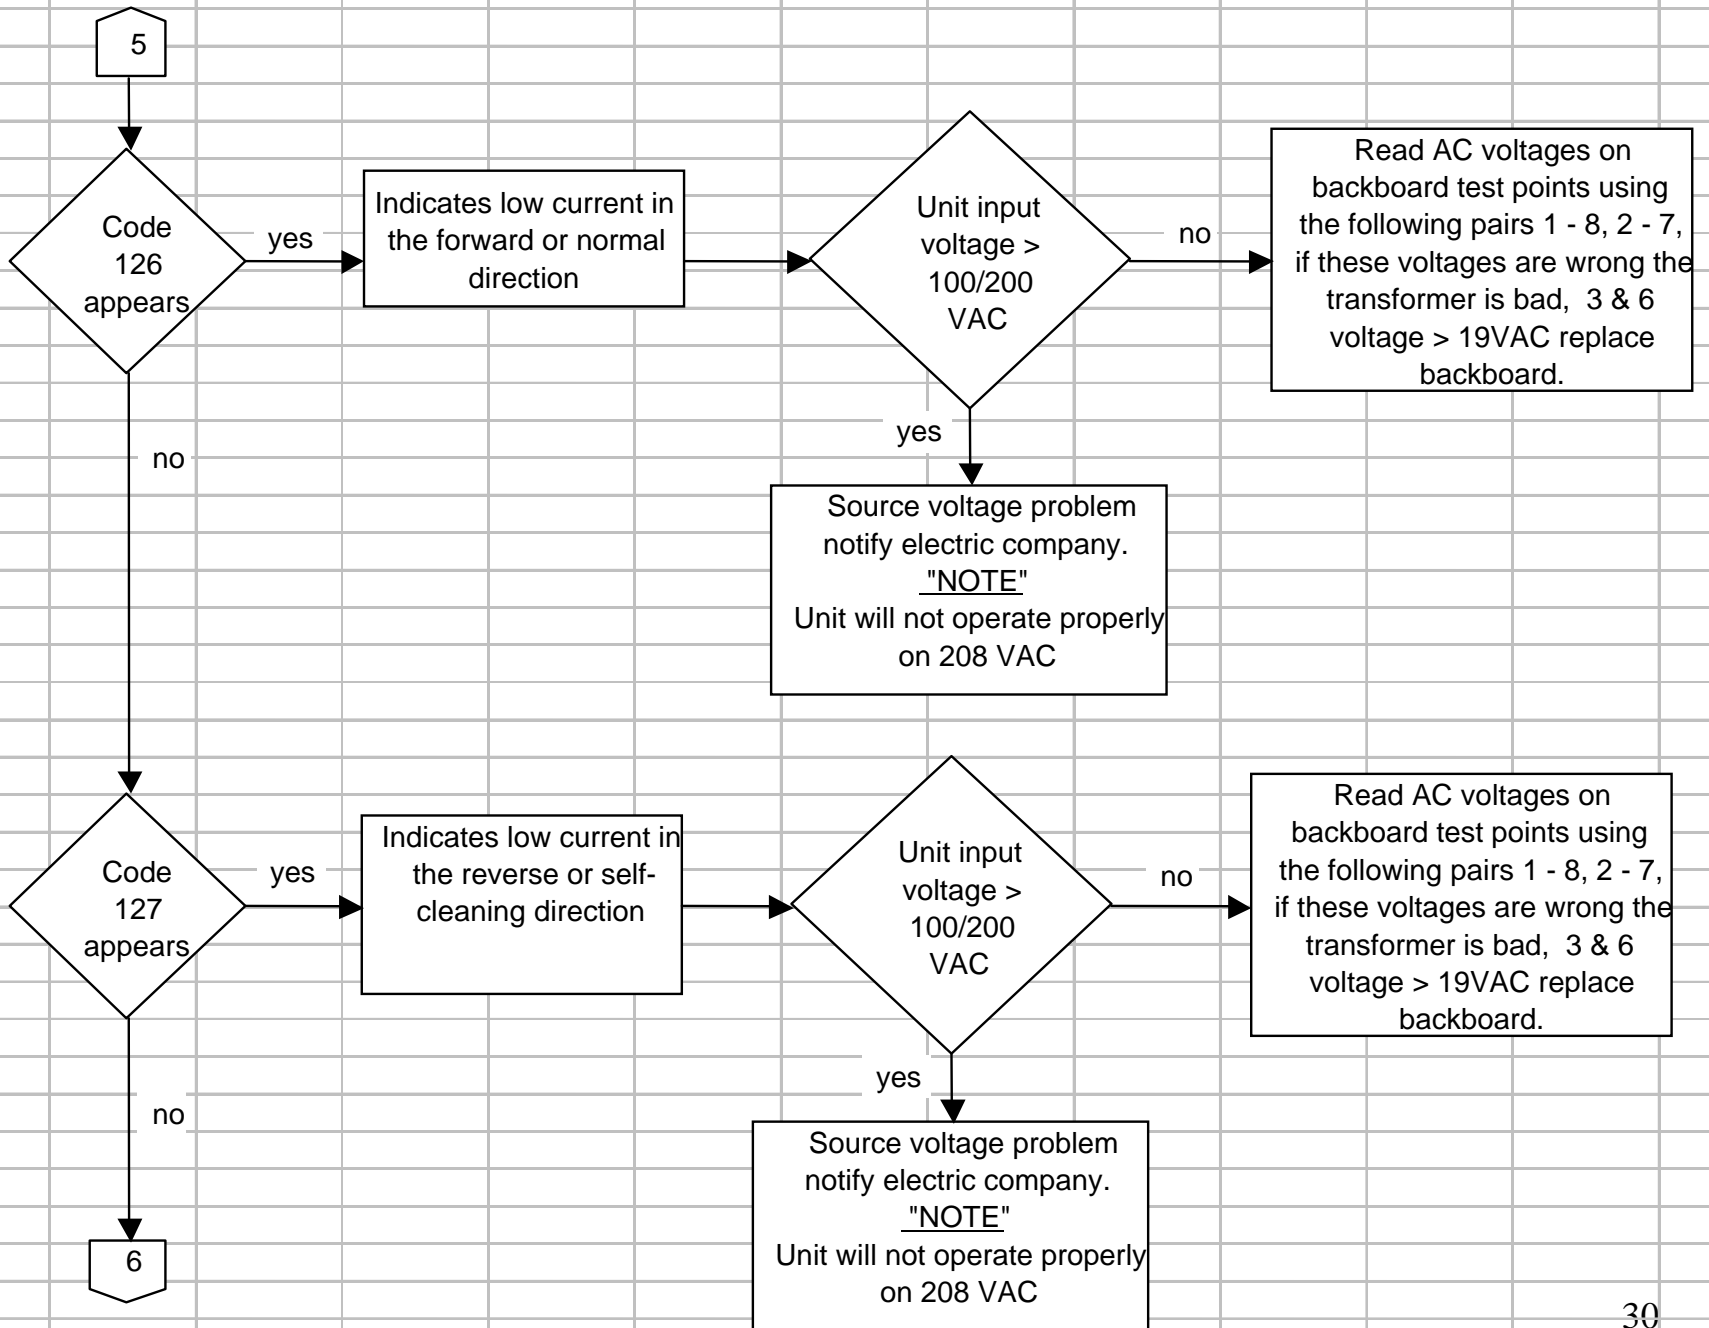 5
Code
126
appears
yes
Indicates low current in
the forward or normal
direction
Unit input
voltage >
100/200
VAC
no
Read AC voltages on
backboard test points using
the following pairs 1 - 8, 2 - 7,
if these voltages are wrong the
transformer is bad,  3 & 6
voltage > 19VAC replace
backboard.
yes
Source voltage problem
notify electric company.
"NOTE"
Unit will not operate properly
on 208 VAC
no
Code
127
appears
yes
Indicates low current in
the reverse or self-
cleaning direction
Unit input
voltage >
100/200
VAC
no
Read AC voltages on
backboard test points using
the following pairs 1 - 8, 2 - 7,
if these voltages are wrong the
transformer is bad,  3 & 6
voltage > 19VAC replace
backboard.
yes
Source voltage problem
notify electric company.
"NOTE"
Unit will not operate properly
on 208 VAC
no
6
30